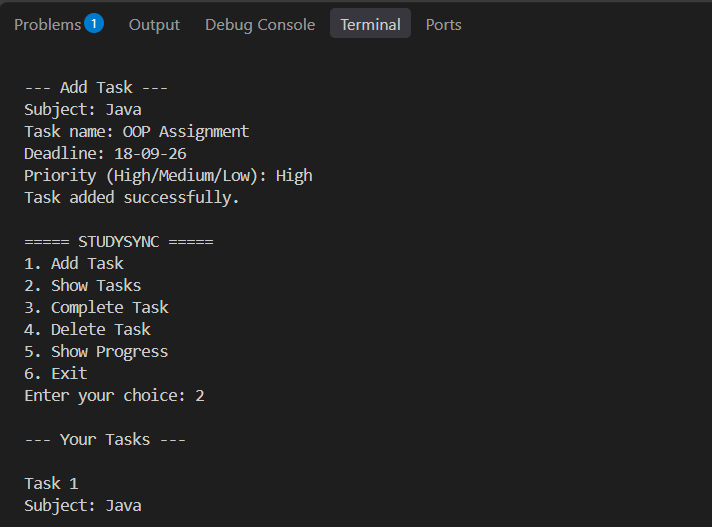 Problems 1 Output Debug Console Terminal Ports
--- Add Task ---
Subject: Java
Task name: OOP Assignment
Deadline: 18-09-26
Priority (High/Medium/Low): High
Task added successfully.
===== STUDYSYNC =====
1. Add Task
2. Show Tasks
3. Complete Task
4. Delete Task
5. Show Progress
6. Exit
Enter your choice: 2
--- Your Tasks ---
Task 1
Subject: Java